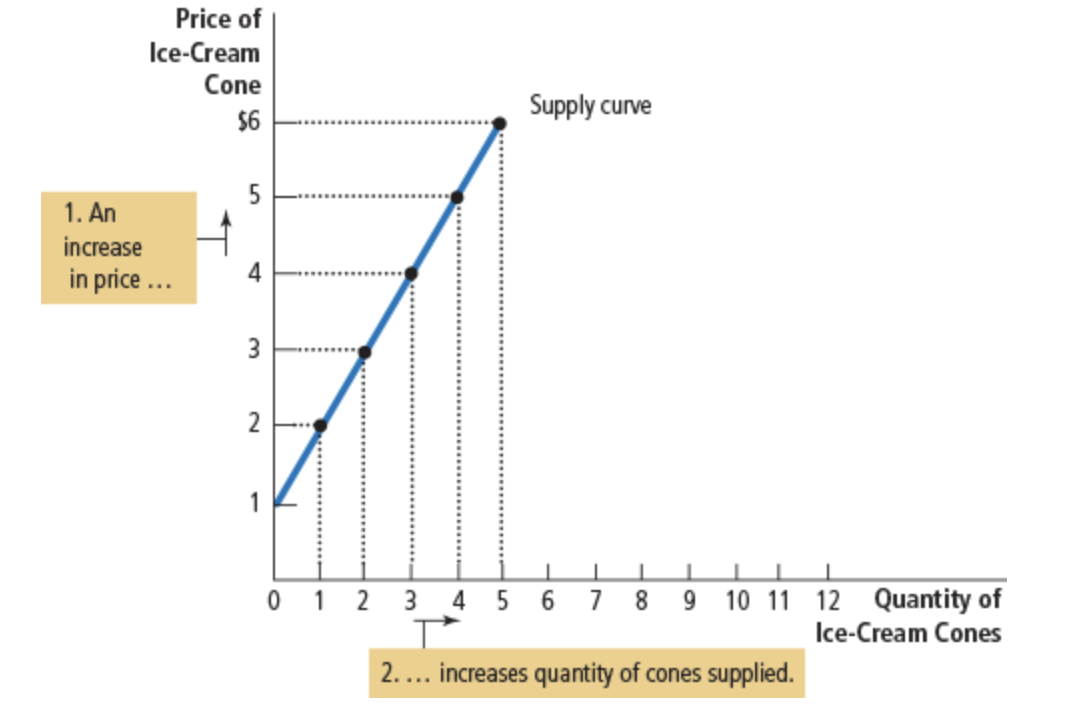 Price of
Ice-Cream
Cone
$6
Supply curve
5
1. An
increase
in price ...
4
3
2
1
0 1 2 3 4 5 6 7 8 9 10 11 12 Quantity of
Ice-Cream Cones
2. ... increases quantity of cones supplied.